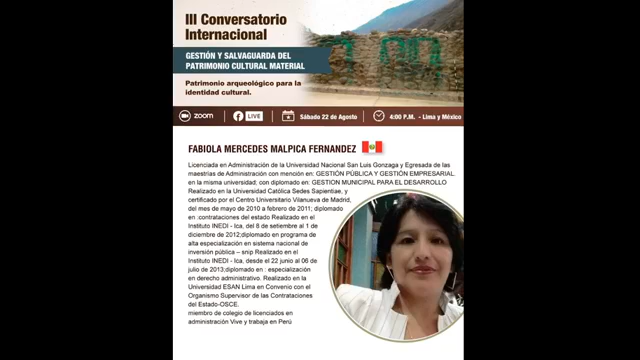 III Conversatorio
Internacional
GESTIÓN Y SALVAGUARDA DEL
PATRIMONIO CULTURAL MATERIAL
Patrimonio arqueológico para la
identidad cultural.
zoom
LIVE
Sábado 22 de Agosto
4:00 P.M. - Lima y México
FABIOLA MERCEDES MALPICA FERNANDEZ
Licenciada en Administración de la Universidad Nacional San Luis Gonzaga y Egresada de las
maestrias de Administración con mención en: GESTIÓN PÚBLICA Y GESTIÓN EMPRESARIAL.
en la misma universidad; con diplomado en: GESTION MUNICIPAL PARA EL DESARROLLO
Realizado en la Universidad Católica Sedes Sapientiae, y
certificado por el Centro Universitario Vilanueva de Madrid,
del mes de mayo de 2010 a febrero de 2011; diplomado
en :contrataciones del estado Realizado en el
Instituto INEDI - Ica, del 8 de setiembre al 1 de
diciembre de 2012;diplomado en programa de
alta especialización en sistema nacional de
inversión pública – snip Realizado en el
Instituto INEDI - Ica, desde el 22 junio al 06 de
julio de 2013;diplomado en : especialización
en derecho administrativo. Realizado en la
Universidad ESAN Lima en Convenio con el
Organismo Supervisor de las Contrataciones
del Estado-OSCE.
miembro de colegio de licenciados en
administración Vive y trabaja en Perú